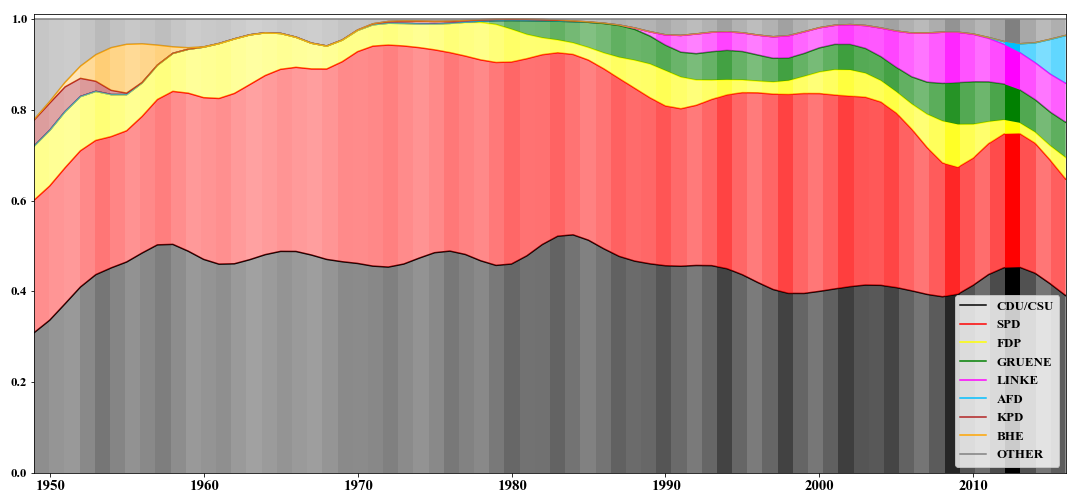 1.0
0.8
0.6
0.4
0.2
0.0
1950 1960 1970 1980 1990 2000 2010
CDU/CSU
SPD
FDP
GRUENE
LINKE
AFD
KPD
BHE
OTHER